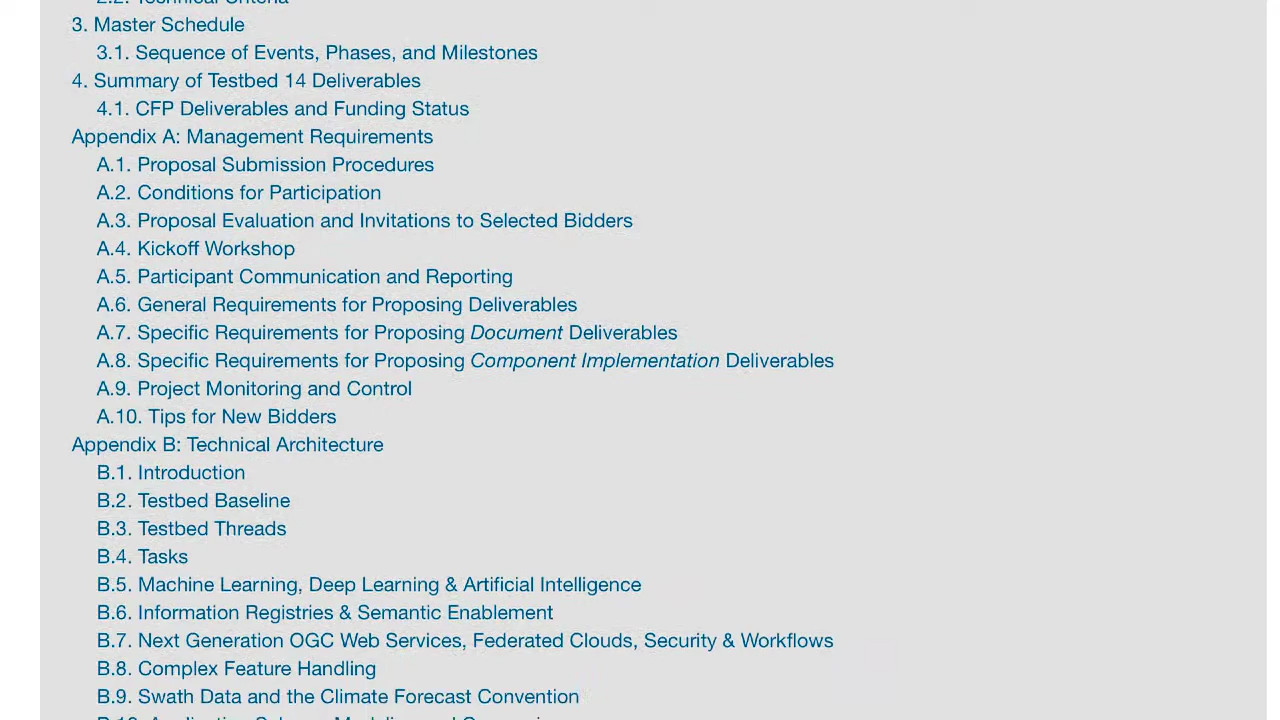 3. Master Schedule
3.1. Sequence of Events, Phases, and Milestones
4. Summary of Testbed 14 Deliverables
4.1. CFP Deliverables and Funding Status
Appendix A: Management Requirements
A.1. Proposal Submission Procedures
A.2. Conditions for Participation
A.3. Proposal Evaluation and Invitations to Selected Bidders
A.4. Kickoff Workshop
A.5. Participant Communication and Reporting
A.6. General Requirements for Proposing Deliverables
A.7. Specific Requirements for Proposing Document Deliverables
A.8. Specific Requirements for Proposing Component Implementation Deliverables
A.9. Project Monitoring and Control
A.10. Tips for New Bidders
Appendix B: Technical Architecture
B.1. Introduction
B.2. Testbed Baseline
B.3. Testbed Threads
B.4. Tasks
B.5. Machine Learning, Deep Learning & Artificial Intelligence
B.6. Information Registries & Semantic Enablement
B.7. Next Generation OGC Web Services, Federated Clouds, Security & Workflows
B.8. Complex Feature Handling
B.9. Swath Data and the Climate Forecast Convention